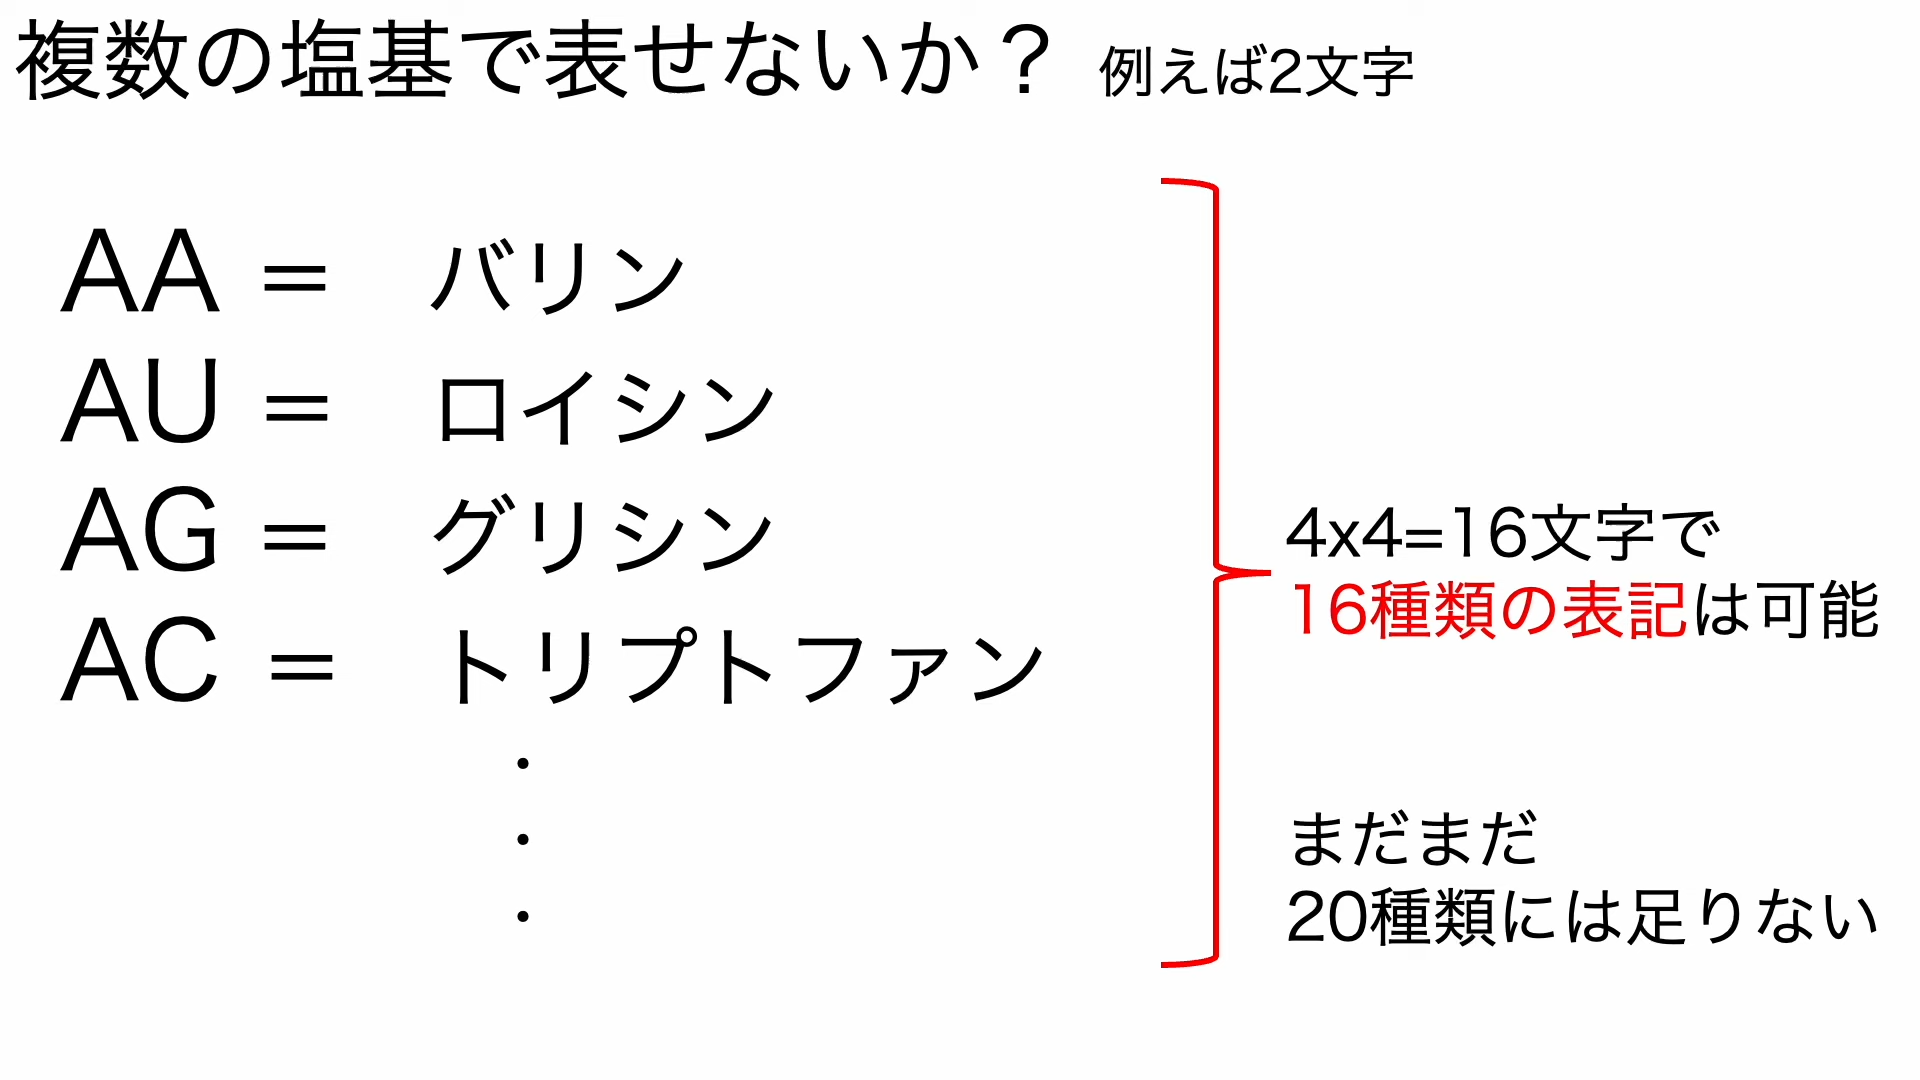 複数の塩基で表せないか？ 例えば2文字
AA = バリン
AU = ロイシン
AG = グリシン
AC = トリプトファン
・
・
・
4x4=16文字で
16種類の表記は可能
まだまだ
20種類には足りない